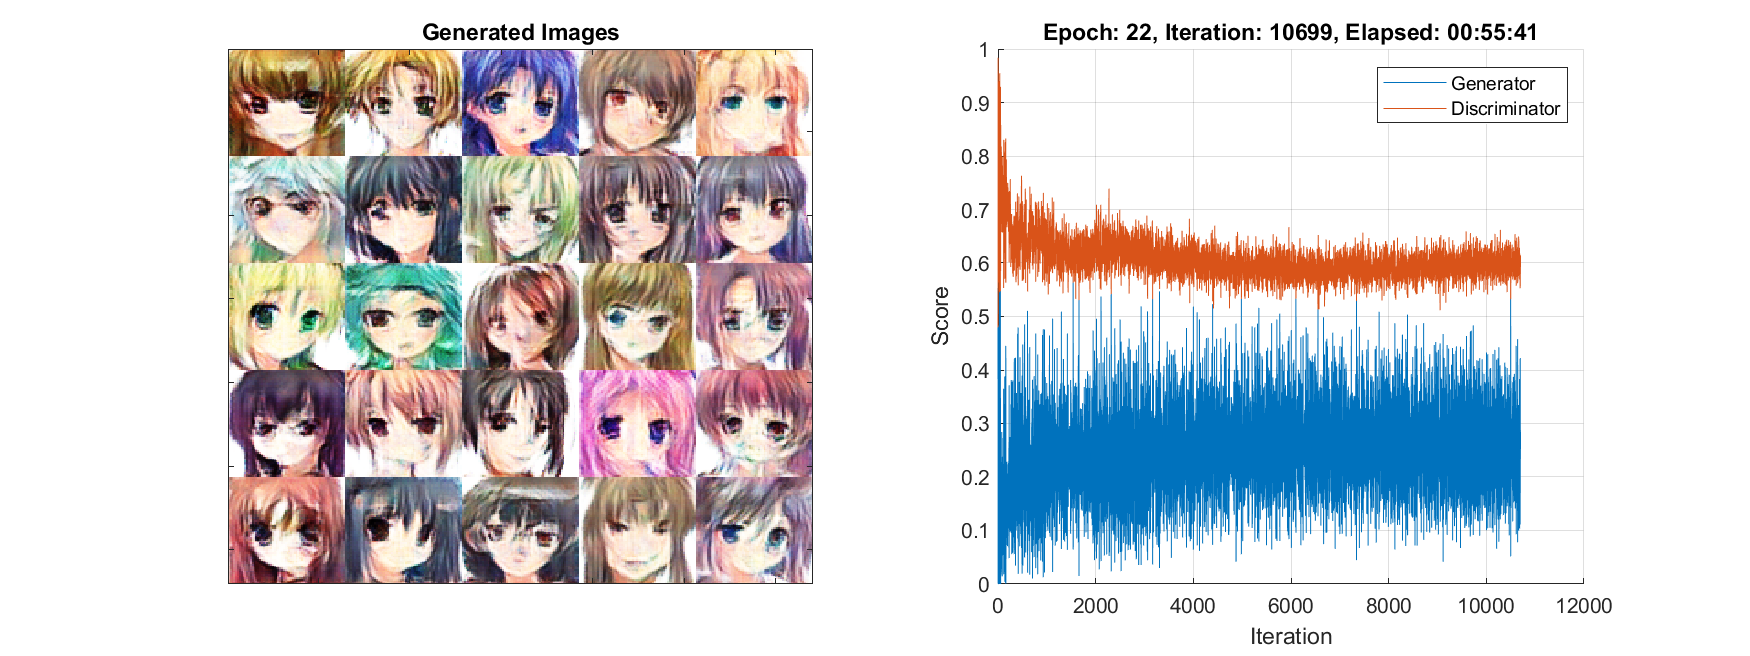 Generated Images
Epoch: 22, Iteration: 10699, Elapsed: 00:55:41
Generator
Discriminator
1
0.9
0.8
0.7
0.6
0.5
0.4
0.3
0.2
0.1
0
Score
0 2000 4000 6000 8000 10000 12000
Iteration